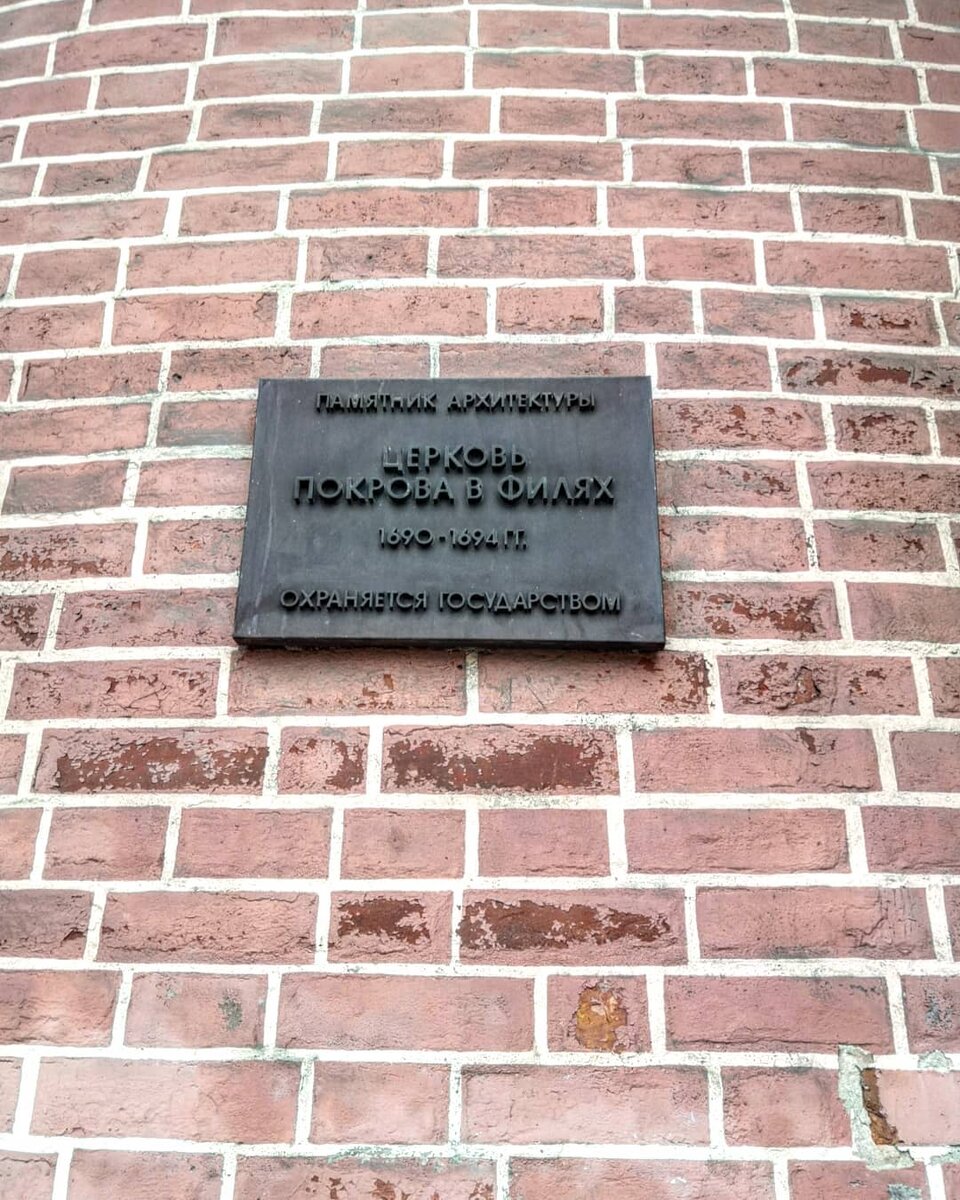 ПАМЯТНИК АРХИТЕКТУРЫ
ЦЕРКОВЬ
ПОКРОВА В ФИЛЯХ
1690-1694 ГГ.
ОХРАНЯЕТСЯ ГОСУДАРСТВОМ